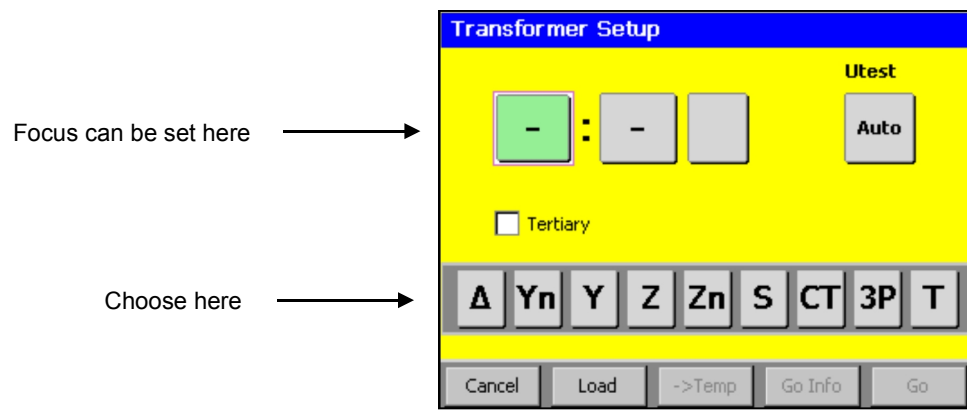 Transformer Setup
Utest
Focus can be set here
- : - Auto
Tertiary
Choose here
Δ Yn Y Z Zn S CT 3P T
Cancel Load ->Temp Go Info Go